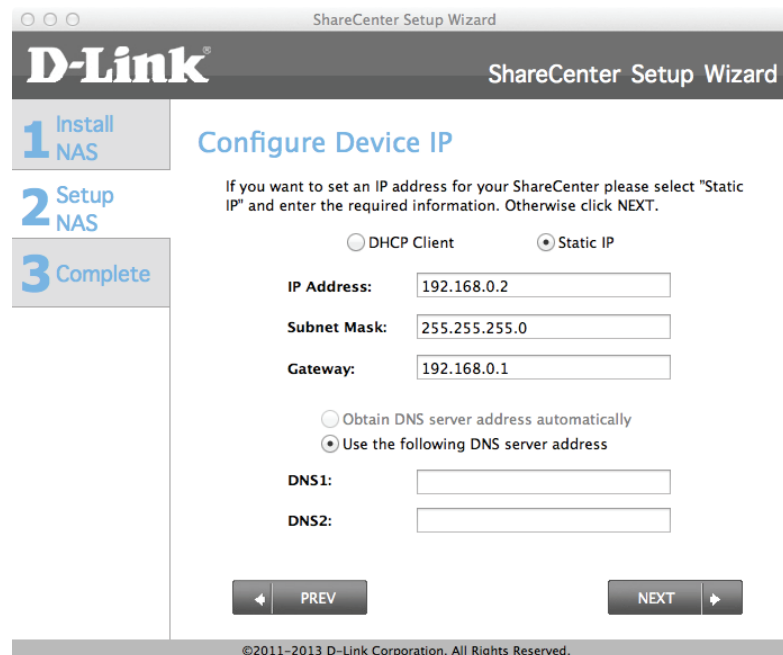 ShareCenter Setup Wizard
D-Link®
ShareCenter Setup Wizard
1 Install NAS
2 Setup NAS
3 Complete
Configure Device IP
If you want to set an IP address for your ShareCenter please select "Static
IP" and enter the required information. Otherwise click NEXT.
DHCP Client Static IP
IP Address: 192.168.0.2
Subnet Mask: 255.255.255.0
Gateway: 192.168.0.1
Obtain DNS server address automatically
Use the following DNS server address
DNS1:
DNS2:
PREV NEXT
©2011-2013 D-Link Corporation. All Rights Reserved.